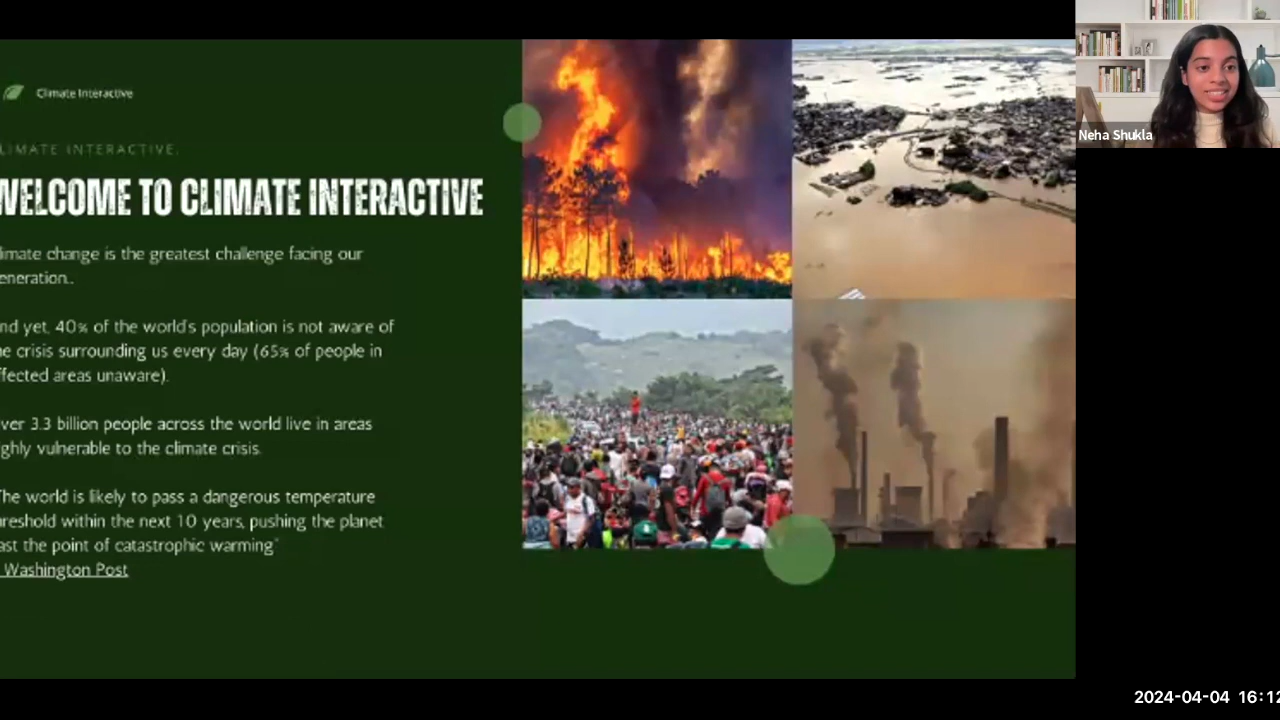 Climate Interactive
LIMATE INTERACTIVE.
WELCOME TO CLIMATE INTERACTIVE
limate change is the greatest challenge facing our
eneration..
nd yet, 40% of the world's population is not aware of
he crisis surrounding us every day (65% of people in
ffected areas unaware).
ver 3.3 billion people across the world live in areas
ighly vulnerable to the climate crisis.
The world is likely to pass a dangerous temperature
hreshold within the next 10 years, pushing the planet
ast the point of catastrophic warming"
Washington Post
Neha Shukla
2024-04-04 16:12